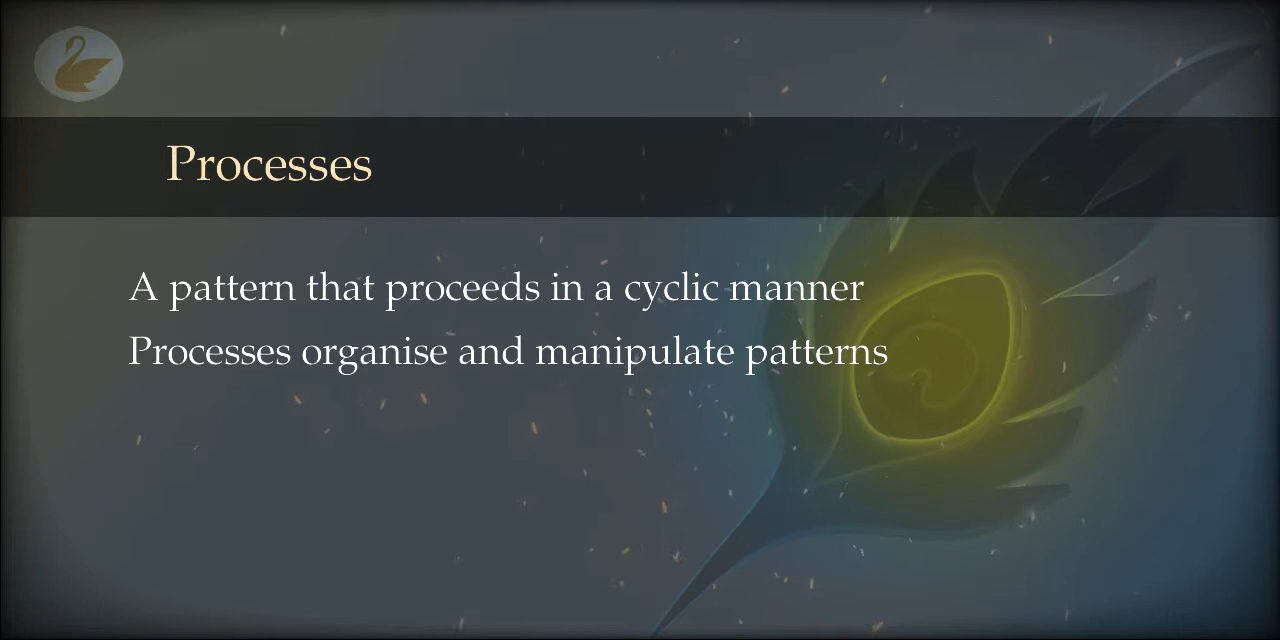 Processes
A pattern that proceeds in a cyclic manner
Processes organise and manipulate patterns